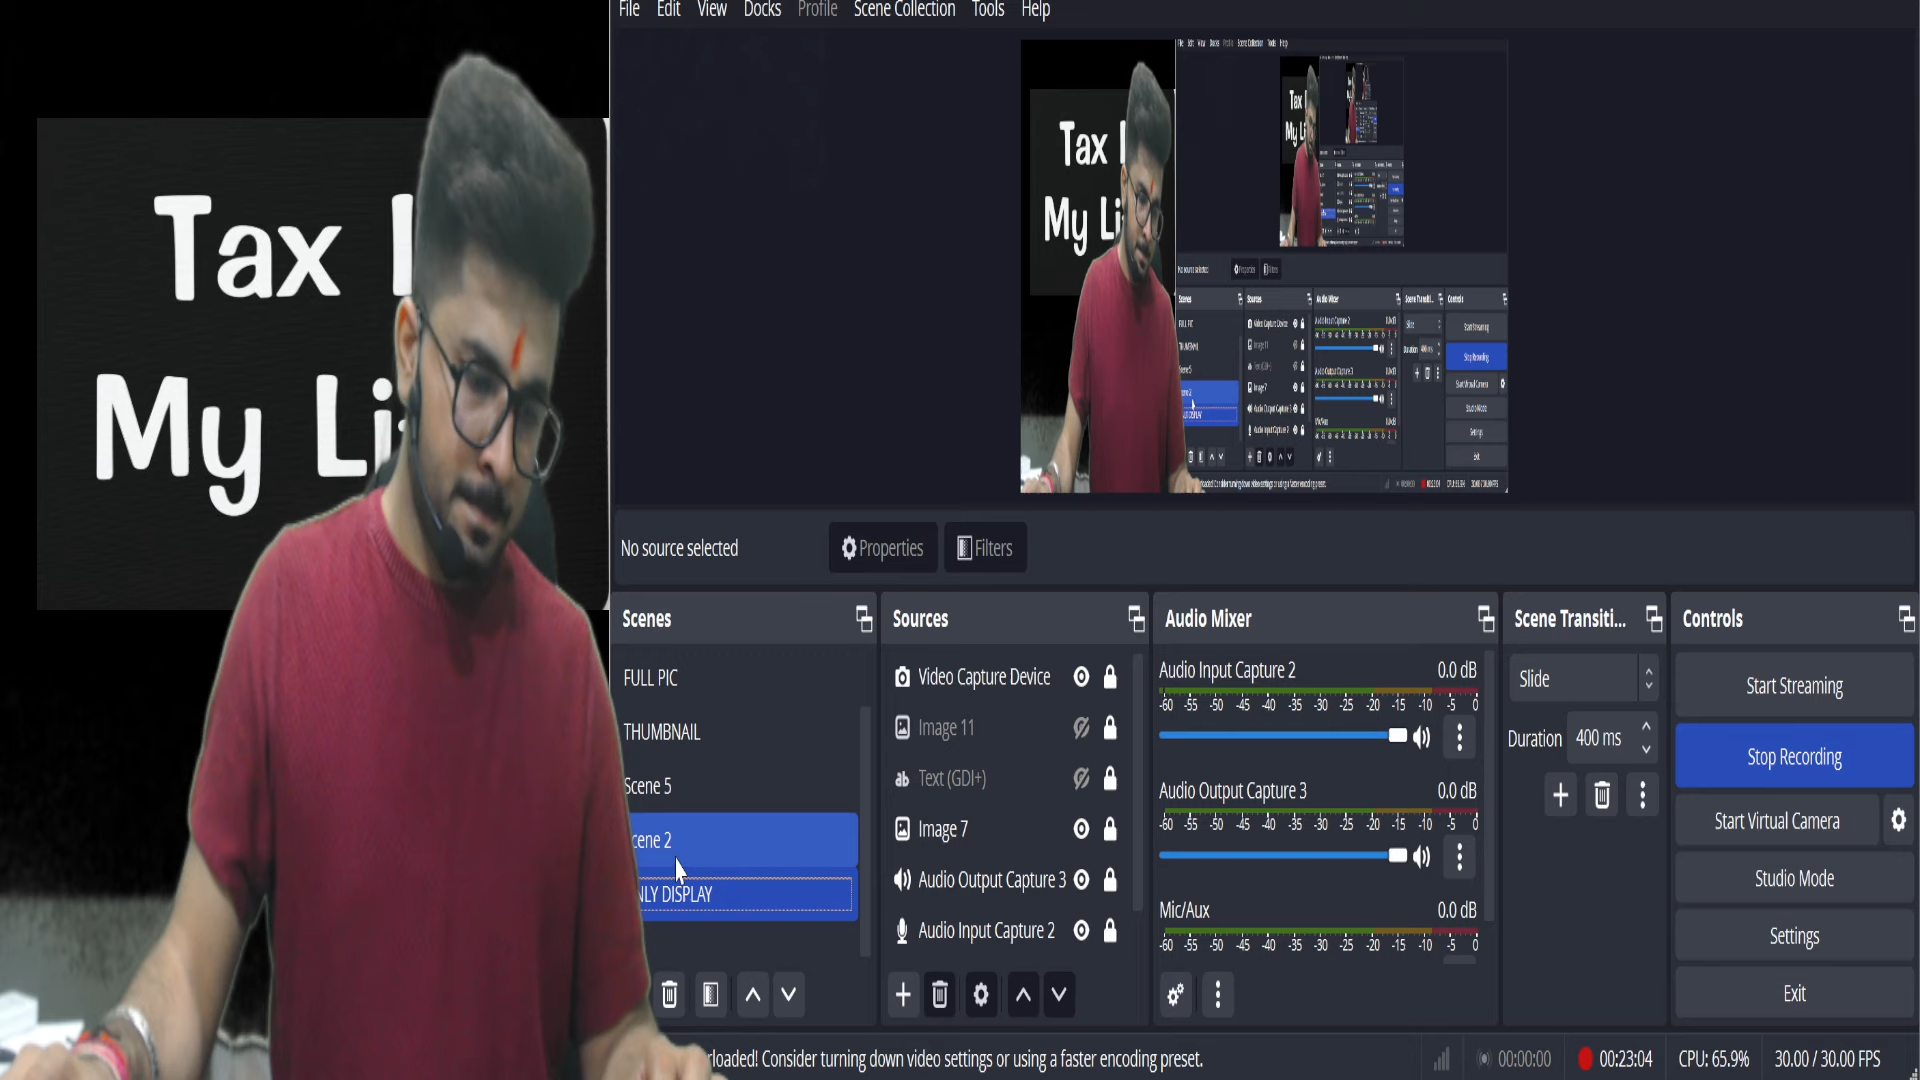 File Edit View Docks Profile Scene Collection Tools Help
Tax
My Li
Tax
My Li
No source selected
Properties
Filters
Scenes
FULL PIC
THUMBNAIL
Scene 5
cene 2
NLY DISPLAY
Sources
Video Capture Device
Image 11
Text (GDI+)
Image 7
Audio Output Capture 3
Audio Input Capture 2
Audio Mixer
Audio Input Capture 2 0.0 dB
-60 -55 -50 -45 -40 -35 -30 -25 -20 -15 -10 -5 0
Audio Output Capture 3 0.0 dB
-60 -55 -50 -45 -40 -35 -30 -25 -20 -15 -10 -5 0
Mic/Aux 0.0 dB
-60 -55 -50 -45 -40 -35 -30 -25 -20 -15 -10 -5 0
Scene Transiti...
Slide
Duration 400 ms
Controls
Start Streaming
Stop Recording
Start Virtual Camera
Studio Mode
Settings
Exit
rloaded! Consider turning down video settings or using a faster encoding preset.
00:00:00
00:23:04
CPU: 65.9%
30.00 / 30.00 FPS